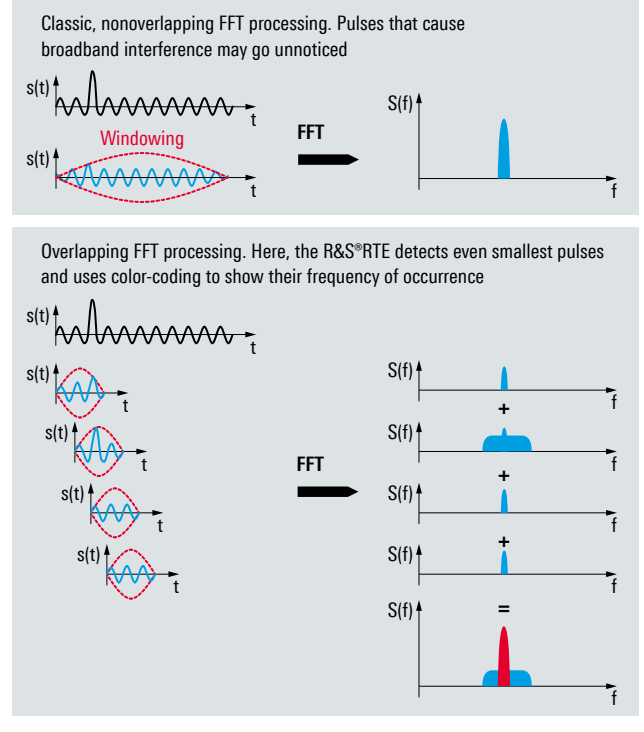 Classic, nonoverlapping FFT processing. Pulses that cause
broadband interference may go unnoticed
s(t)
t
Windowing
s(t)
t
FFT
S(f)
f
Overlapping FFT processing. Here, the R&S®RTE detects even smallest pulses
and uses color-coding to show their frequency of occurrence
s(t)
t
s(t)
t
s(t)
t
s(t)
t
s(t)
t
FFT
S(f)
f
+
S(f)
f
+
S(f)
f
+
S(f)
f
=
S(f)
f